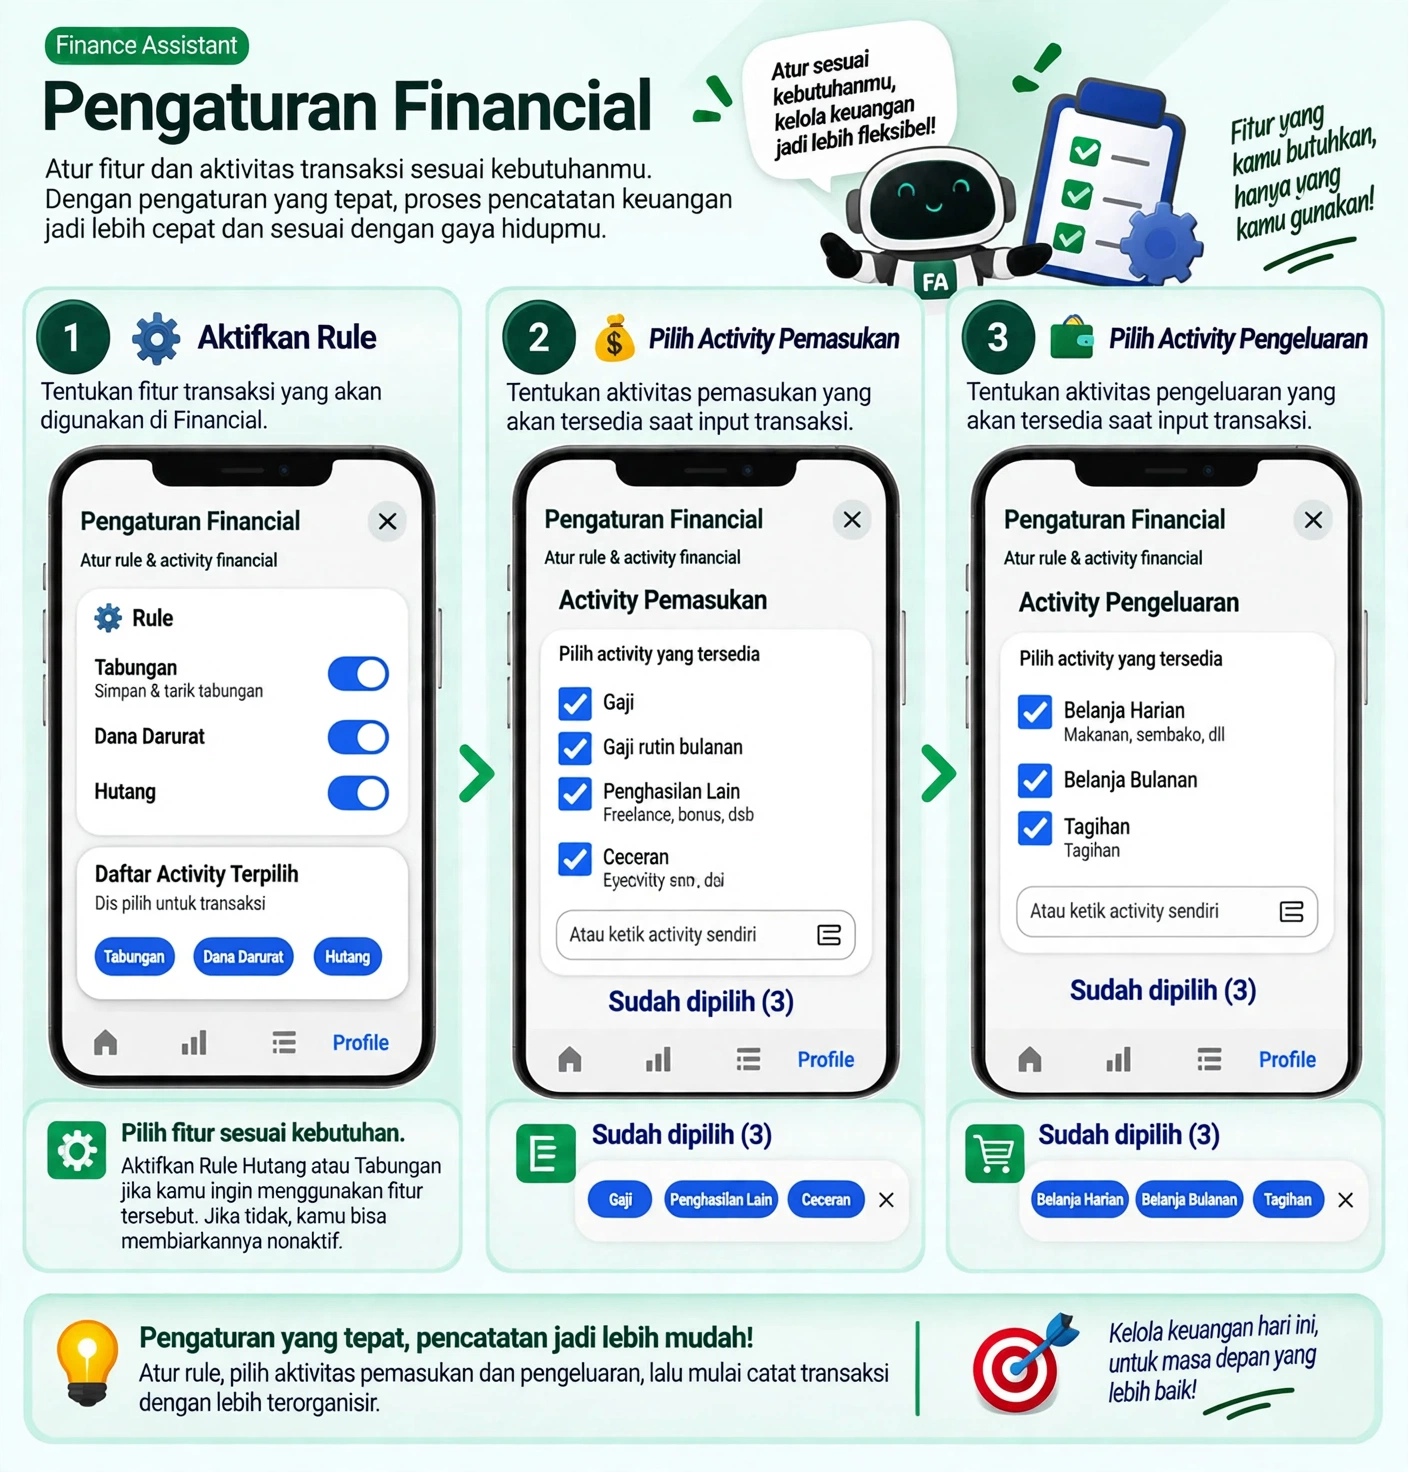 Finance Assistant
Pengaturan Financial
Atur fitur dan aktivitas transaksi sesuai kebutuhanmu.
Dengan pengaturan yang tepat, proses pencatatan keuangan
jadi lebih cepat dan sesuai dengan gaya hidupmu.
Atur sesuai
kebutuhanmu,
kelola keuangan
jadi lebih fleksibel!
FA
Fitur yang
kamu butuhkan,
hanya yang
kamu gunakan!
1
Aktifkan Rule
Tentukan fitur transaksi yang akan
digunakan di Financial.
Pengaturan Financial
Atur rule & activity financial
Rule
Tabungan
Simpan & tarik tabungan
Dana Darurat
Hutang
Daftar Activity Terpilih
Dis pilih untuk transaksi
Tabungan Dana Darurat Hutang
Profile
Pilih fitur sesuai kebutuhan.
Aktifkan Rule Hutang atau Tabungan
jika kamu ingin menggunakan fitur
tersebut. Jika tidak, kamu bisa
membiarkannya nonaktif.
2
$
Pilih Activity Pemasukan
Tentukan aktivitas pemasukan yang
akan tersedia saat input transaksi.
Pengaturan Financial
Atur rule & activity financial
Activity Pemasukan
Pilih activity yang tersedia
Gaji
Gaji rutin bulanan
Penghasilan Lain
Freelance, bonus, dsb
Ceceran
Atau ketik activity sendiri
Sudah dipilih (3)
Profile
Sudah dipilih (3)
Gaji Penghasilan Lain Ceceran
3
Pilih Activity Pengeluaran
Tentukan aktivitas pengeluaran yang
akan tersedia saat input transaksi.
Pengaturan Financial
Atur rule & activity financial
Activity Pengeluaran
Pilih activity yang tersedia
Belanja Harian
Makanan, sembako, dll
Belanja Bulanan
Tagihan
Tagihan
Atau ketik activity sendiri
Sudah dipilih (3)
Profile
Sudah dipilih (3)
Belanja Harian Belanja Bulanan Tagihan
Pengaturan yang tepat, pencatatan jadi lebih mudah!
Atur rule, pilih aktivitas pemasukan dan pengeluaran, lalu mulai catat transaksi
dengan lebih terorganisir.
Kelola keuangan hari ini,
untuk masa depan yang
lebih baik!